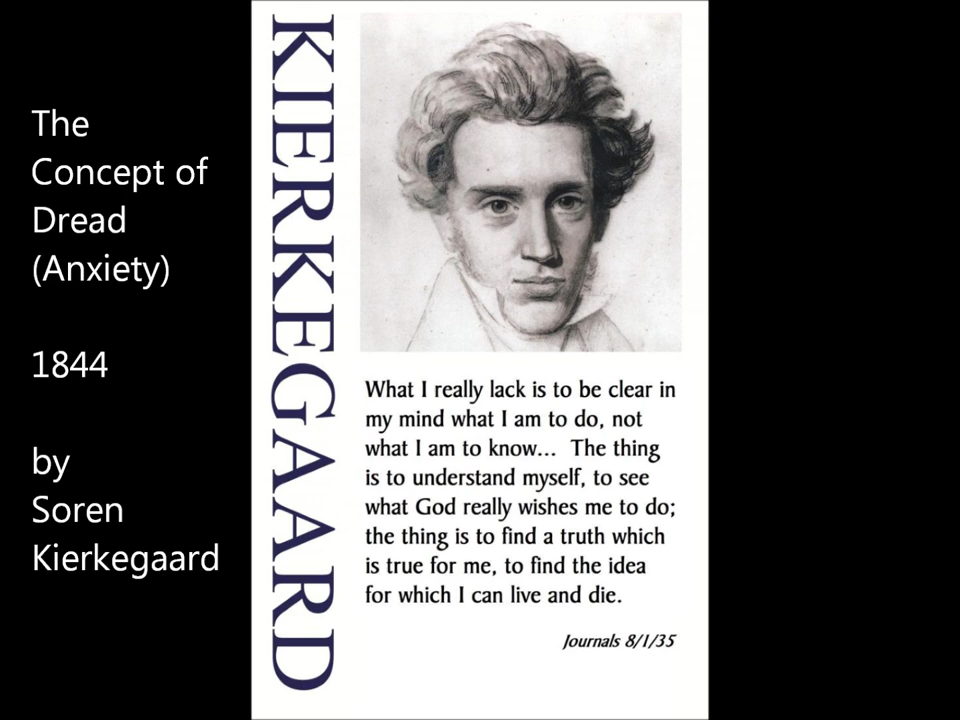 The
Concept of
Dread
(Anxiety)
1844
by
Soren
Kierkegaard
KIERKEGAARD
What I really lack is to be clear in
my mind what I am to do, not
what I am to know... The thing
is to understand myself, to see
what God really wishes me to do;
the thing is to find a truth which
is true for me, to find the idea
for which I can live and die.
Journals 8/1/35